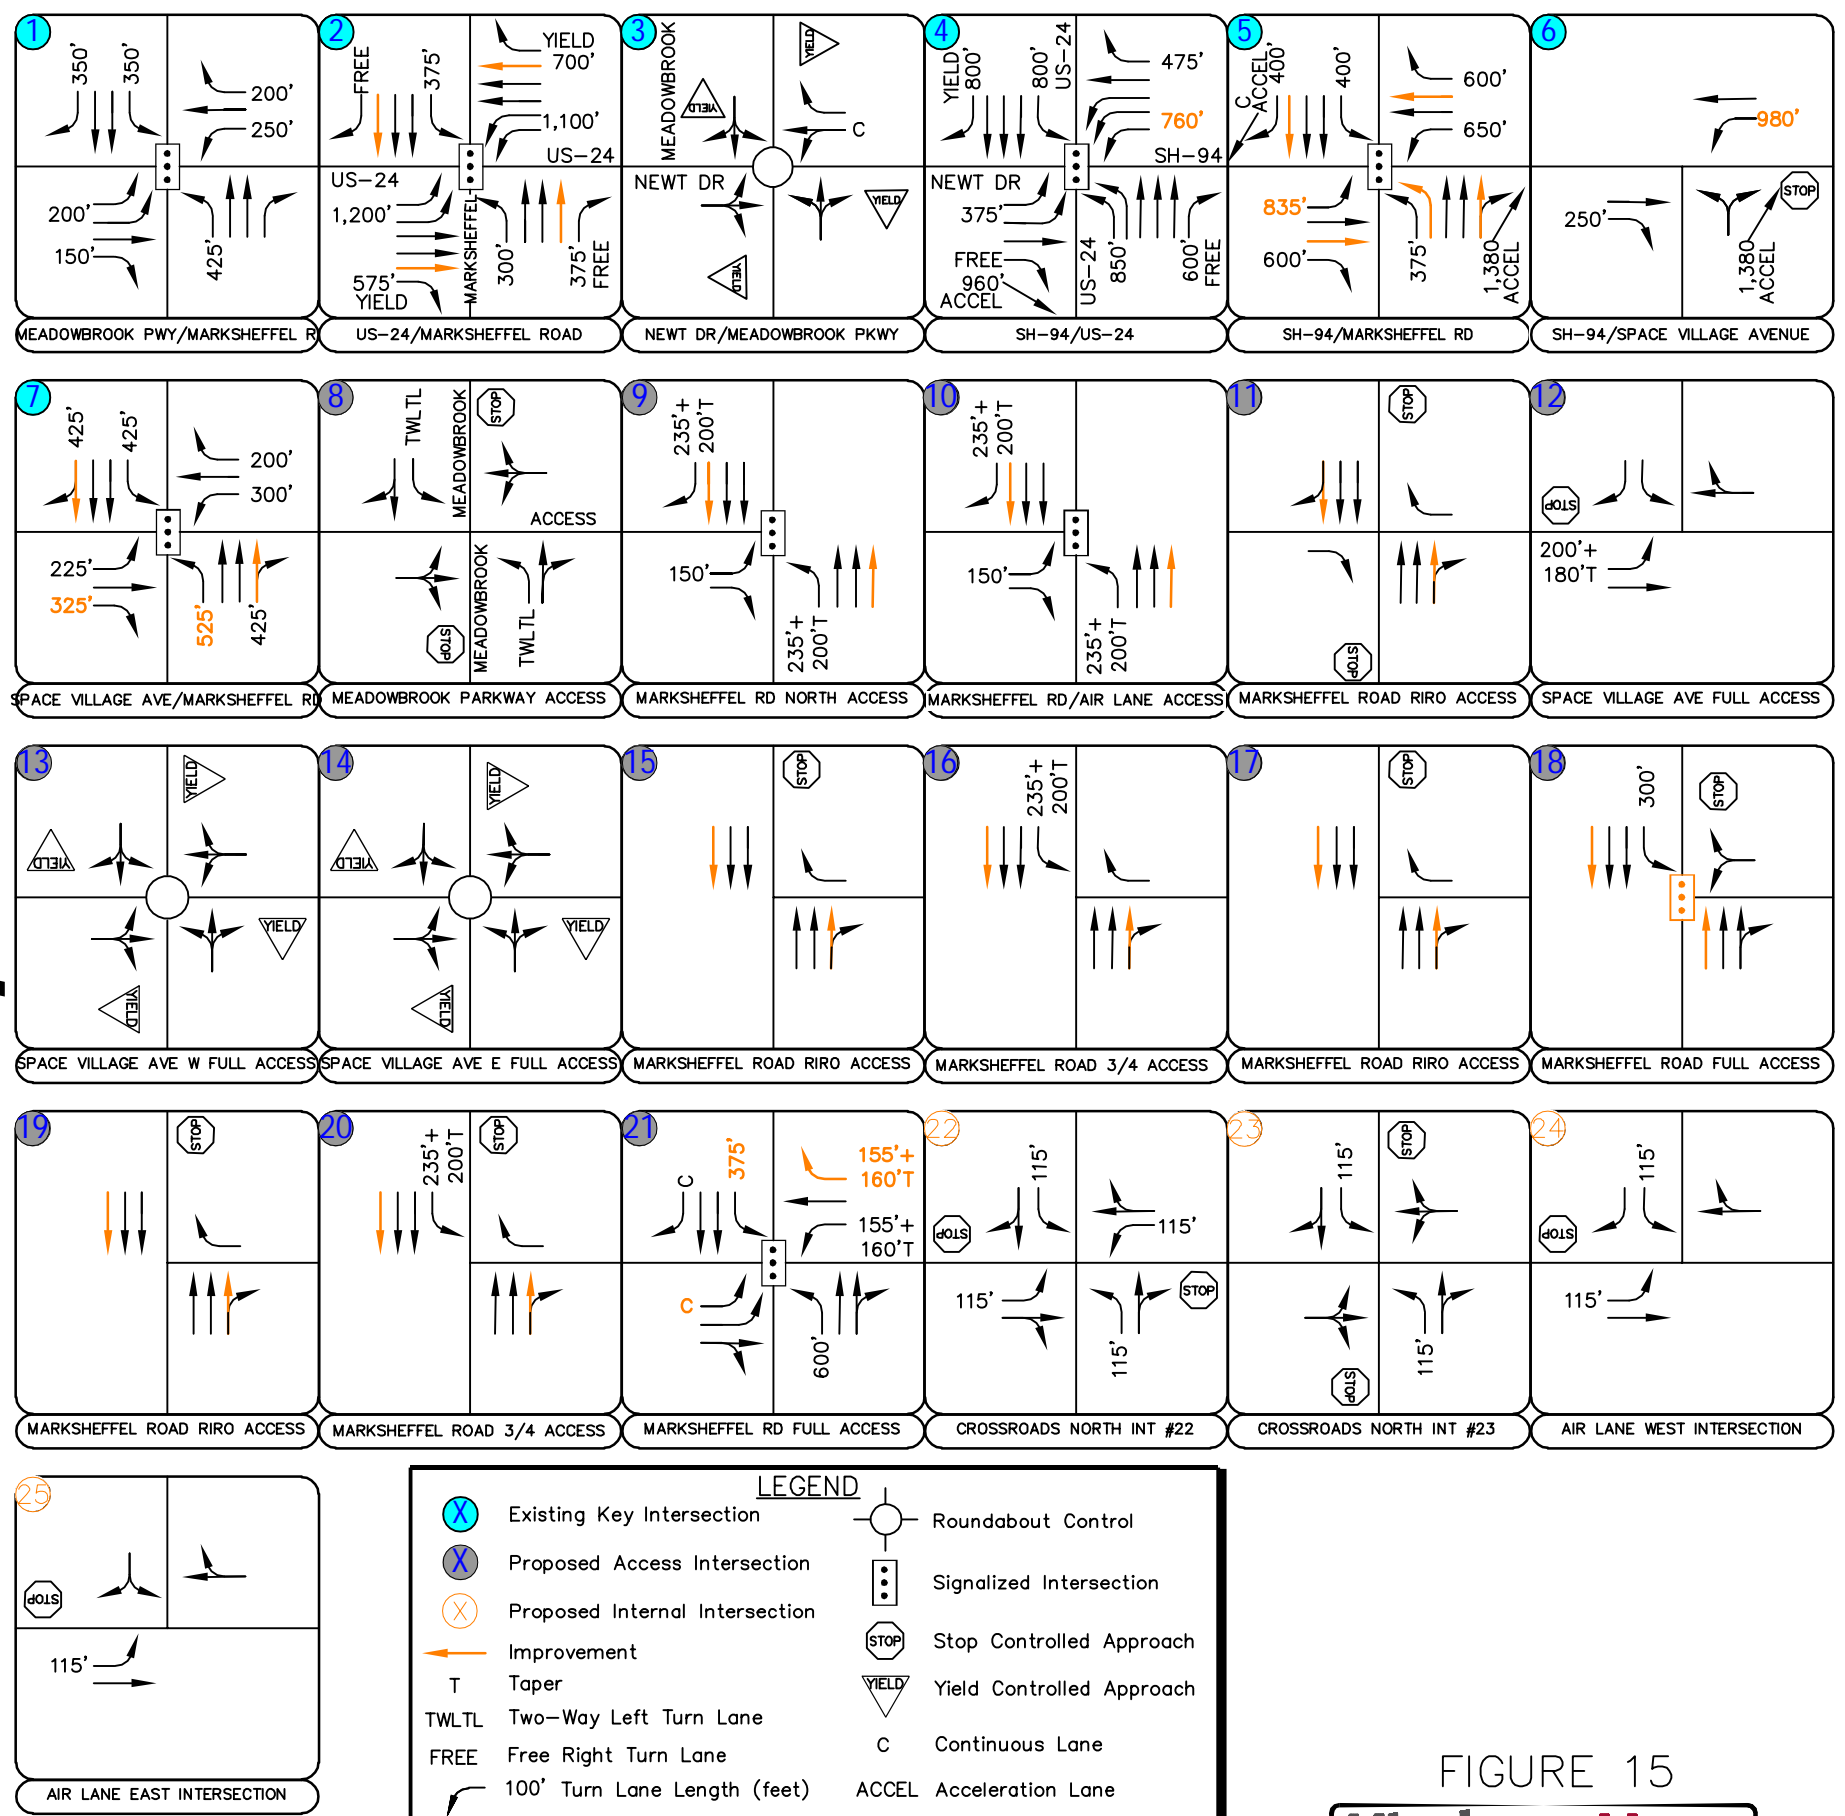 1
350'
350'
200'
250'
200'
150'
425'
MEADOWBROOK PWY/MARKSHEFFEL R
2
FREE
375'
YIELD
700'
1,100'
US-24
US-24
1,200'
MARKSHEFFEL
575'
YIELD
300'
375'
FREE
US-24/MARKSHEFFEL ROAD
3
MEADOWBROOK
YIELD
YIELD
C
NEWT DR
YIELD
YIELD
NEWT DR/MEADOWBROOK PKWY
4
YIELD
800'
800'
US-24
475'
760'
SH-94
NEWT DR
375'
FREE
960'
ACCEL
US-24
850'
600'
FREE
SH-94/US-24
5
C
ACCEL
400'
400'
600'
650'
835'
600'
375'
1,380
ACCEL
SH-94/MARKSHEFFEL RD
6
980'
250'
STOP
1,380
ACCEL
SH-94/SPACE VILLAGE AVENUE
7
425'
425'
200'
300'
225'
325'
525'
425'
SPACE VILLAGE AVE/MARKSHEFFEL RD
8
TWLTL
MEADOWBROOK
STOP
ACCESS
STOP
MEADOWBROOK
TWLTL
MEADOWBROOK PARKWAY ACCESS
9
235'+
200'T
150'
235'+
200'T
MARKSHEFFEL RD NORTH ACCESS
10
235'+
200'T
150'
235'+
200'T
MARKSHEFFEL RD/AIR LANE ACCESS
11
STOP
STOP
MARKSHEFFEL ROAD RIRO ACCESS
12
STOP
200'+
180'T
SPACE VILLAGE AVE FULL ACCESS
13
YIELD
YIELD
YIELD
YIELD
SPACE VILLAGE AVE W FULL ACCESS
14
YIELD
YIELD
YIELD
YIELD
SPACE VILLAGE AVE E FULL ACCESS
15
STOP
MARKSHEFFEL ROAD RIRO ACCESS
16
235'+
200'T
MARKSHEFFEL ROAD 3/4 ACCESS
17
STOP
MARKSHEFFEL ROAD RIRO ACCESS
18
300'
STOP
MARKSHEFFEL ROAD FULL ACCESS
19
STOP
MARKSHEFFEL ROAD RIRO ACCESS
20
235'+
200'T
STOP
MARKSHEFFEL ROAD 3/4 ACCESS
21
C
375'
155'+
160'T
155'+
160'T
C
600'
MARKSHEFFEL RD FULL ACCESS
22
115'
STOP
115'
115'
STOP
115'
CROSSROADS NORTH INT #22
23
115'
STOP
STOP
115'
CROSSROADS NORTH INT #23
24
115'
STOP
115'
AIR LANE WEST INTERSECTION
25
STOP
115'
AIR LANE EAST INTERSECTION
LEGEND
X Existing Key Intersection
X Proposed Access Intersection
X Proposed Internal Intersection
Improvement
T Taper
TWLTL Two-Way Left Turn Lane
FREE Free Right Turn Lane
100' Turn Lane Length (feet)
Roundabout Control
Signalized Intersection
STOP Stop Controlled Approach
YIELD Yield Controlled Approach
C Continuous Lane
ACCEL Acceleration Lane
FIGURE 15